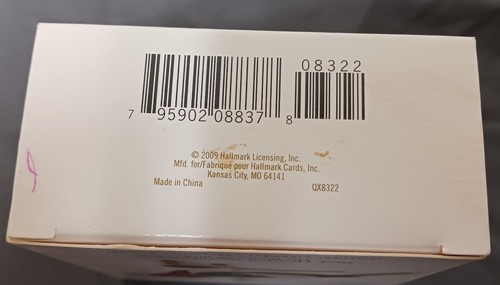 08322
7 95902 08837 8
© 2009 Hallmark Licensing, Inc.
Mfd. for/Fabriqué pour Hallmark Cards, Inc.
Kansas City, MO 64141
Made in China QX8322